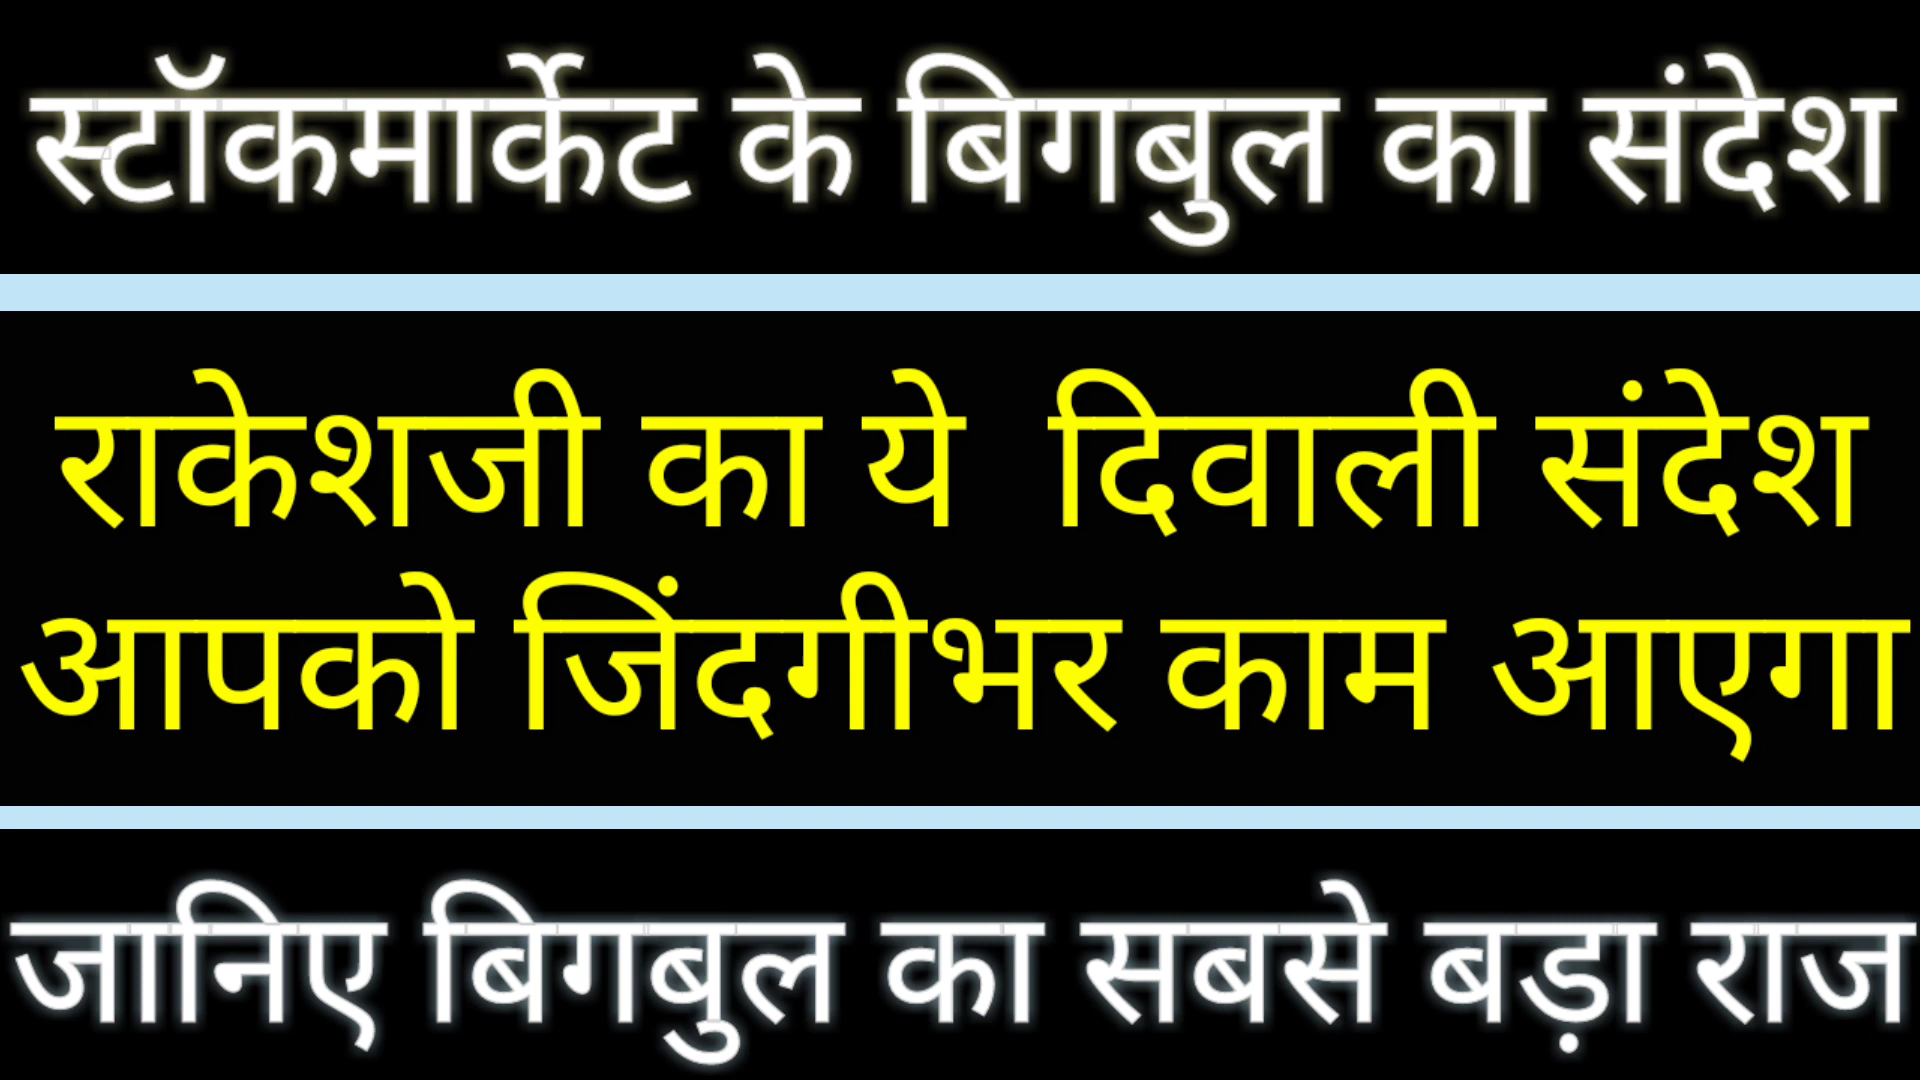 स्टॉकमार्केट के बिगबुल का संदेश
राकेशजी का ये दिवाली संदेश
आपको जिंदगीभर काम आएगा
जानिए बिगबुल का सबसे बड़ा राज